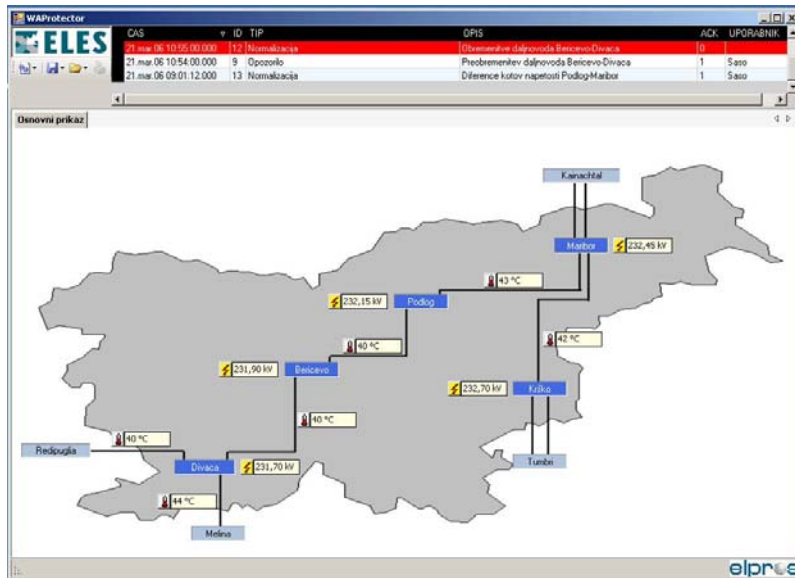 WAProtector
ELES
CAS ID TIP OPIS ACK UPORABNIK
21.mar.06 10:55:00.000 12 Normalizacija Obremenitve daljnovoda Bericevo-Divaca 0
21.mar.06 10:54:00.000 9 Opozorilo Preobremenitev daljnovoda Bericevo-Divaca 1 Saso
21.mar.06 09:01:12.000 13 Normalizacija Diference kotov napetosti Podlog-Maribor 1 Saso
Osnovni prikaz
Kainachtal
Maribor 232,45 kV
43 °C
232,15 kV Podlog
40 °C
42 °C
231,90 kV Bericevo
232,70 kV Krško
40 °C
40 °C
Redipuglia
Divaca 231,70 kV
Tumbri
44 °C
Melina
elpros